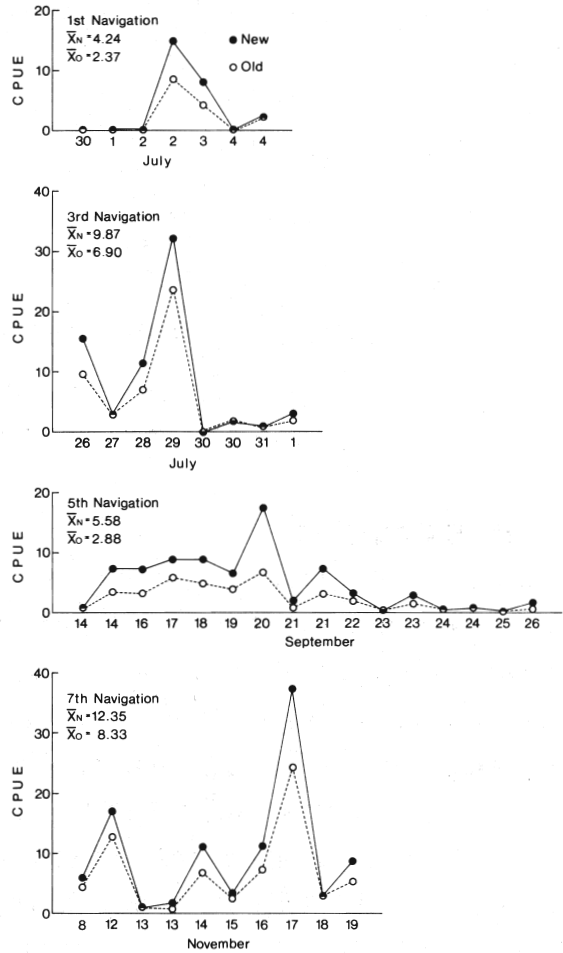 20
10
0
CPUE
1st Navigation
X̅N=4.24
X̅O=2.37
New
Old
30 1 2 2 3 4 4
July
40
30
20
10
0
CPUE
3rd Navigation
X̅N=9.87
X̅O=6.90
26 27 28 29 30 30 31 1
July
20
10
0
CPUE
5th Navigation
X̅N=5.58
X̅O=2.88
14 14 16 17 18 19 20 21 21 22 23 23 24 24 25 26
September
40
30
20
10
0
CPUE
7th Navigation
X̅N=12.35
X̅O= 8.33
8 12 13 13 14 15 16 17 18 19
November